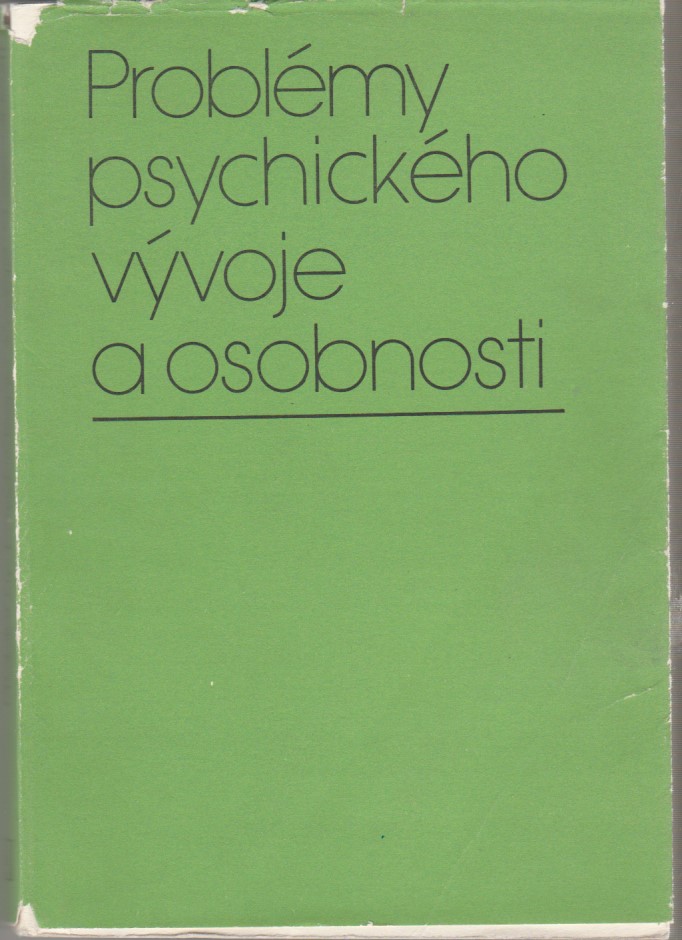 Problémy
psychického
vývoje
a osobnosti